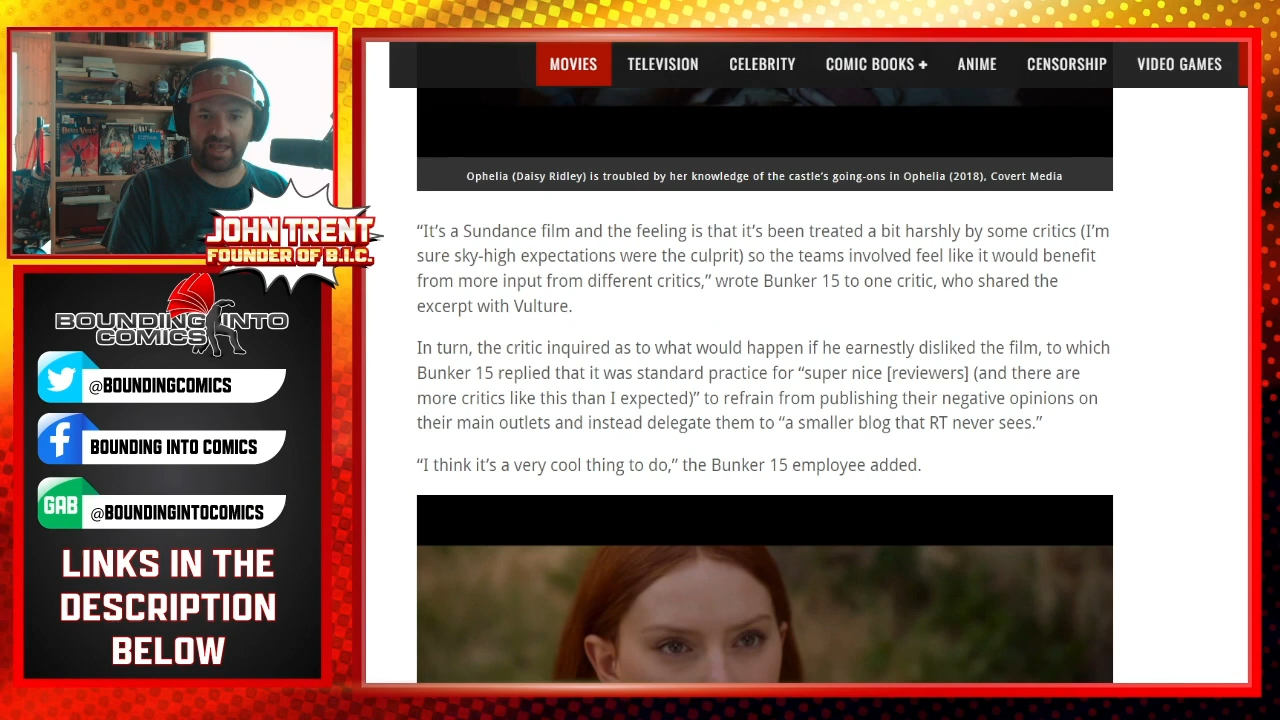 MOVIES TELEVISION CELEBRITY COMIC BOOKS + ANIME CENSORSHIP VIDEO GAMES
Ophelia (Daisy Ridley) is troubled by her knowledge of the castle's going-ons in Ophelia (2018), Covert Media
“It’s a Sundance film and the feeling is that it’s been treated a bit harshly by some critics (I’m
sure sky-high expectations were the culprit) so the teams involved feel like it would benefit
from more input from different critics,” wrote Bunker 15 to one critic, who shared the
excerpt with Vulture.
In turn, the critic inquired as to what would happen if he earnestly disliked the film, to which
Bunker 15 replied that it was standard practice for “super nice [reviewers] (and there are
more critics like this than I expected)” to refrain from publishing their negative opinions on
their main outlets and instead delegate them to “a smaller blog that RT never sees.”
“I think it’s a very cool thing to do,” the Bunker 15 employee added.
JOHN TRENT
FOUNDER OF B.I.C.
BOUNDING INTO
COMICS
@BOUNDINGCOMICS
BOUNDING INTO COMICS
GAB
@BOUNDINGINTOCOMICS
LINKS IN THE
DESCRIPTION
BELOW